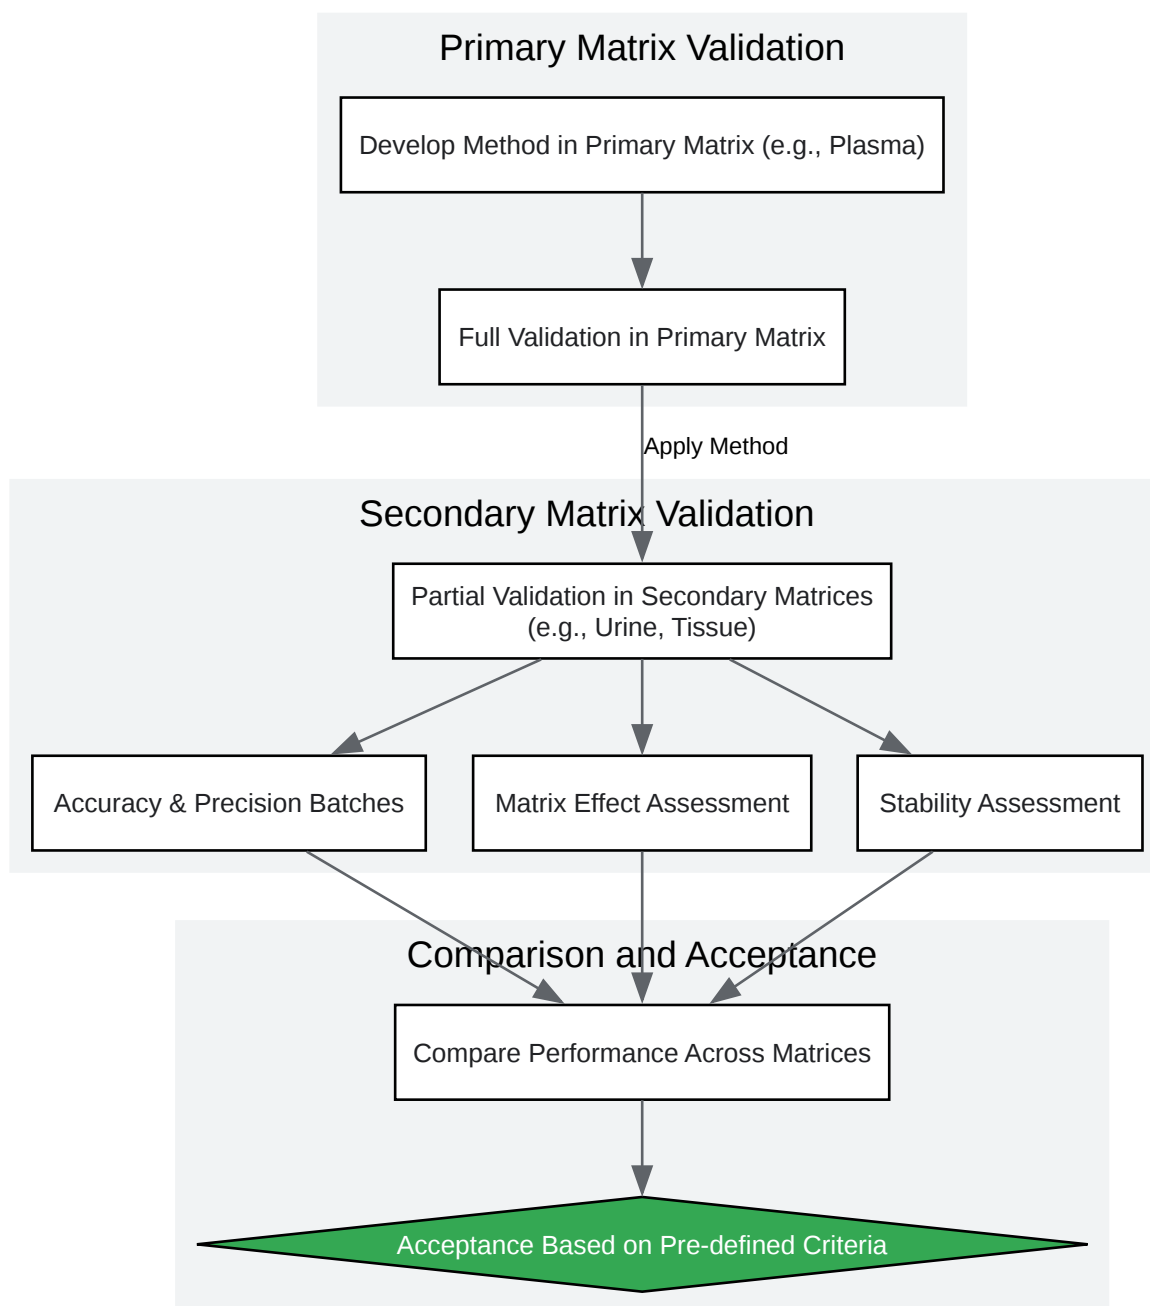 Primary Matrix Validation
Develop Method in Primary Matrix (e.g., Plasma)
Full Validation in Primary Matrix
Apply Method
Secondary Matrix Validation
Partial Validation in Secondary Matrices
(e.g., Urine, Tissue)
Accuracy & Precision Batches
Matrix Effect Assessment
Stability Assessment
Comparison and Acceptance
Compare Performance Across Matrices
Acceptance Based on Pre-defined Criteria